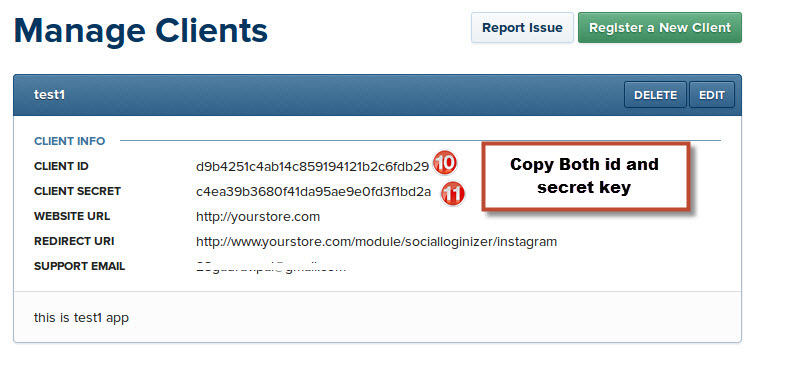 Manage Clients
Report Issue
Register a New Client
test1
DELETE
EDIT
CLIENT INFO
CLIENT ID d9b4251c4ab14c859194121b2c6fdb29 10
CLIENT SECRET c4ea39b3680f41da95ae9e0fd3f1bd2a 11
Copy Both id and
secret key
WEBSITE URL http://yourstore.com
REDIRECT URI http://www.yourstore.com/module/socialloginizer/instagram
SUPPORT EMAIL
this is test1 app